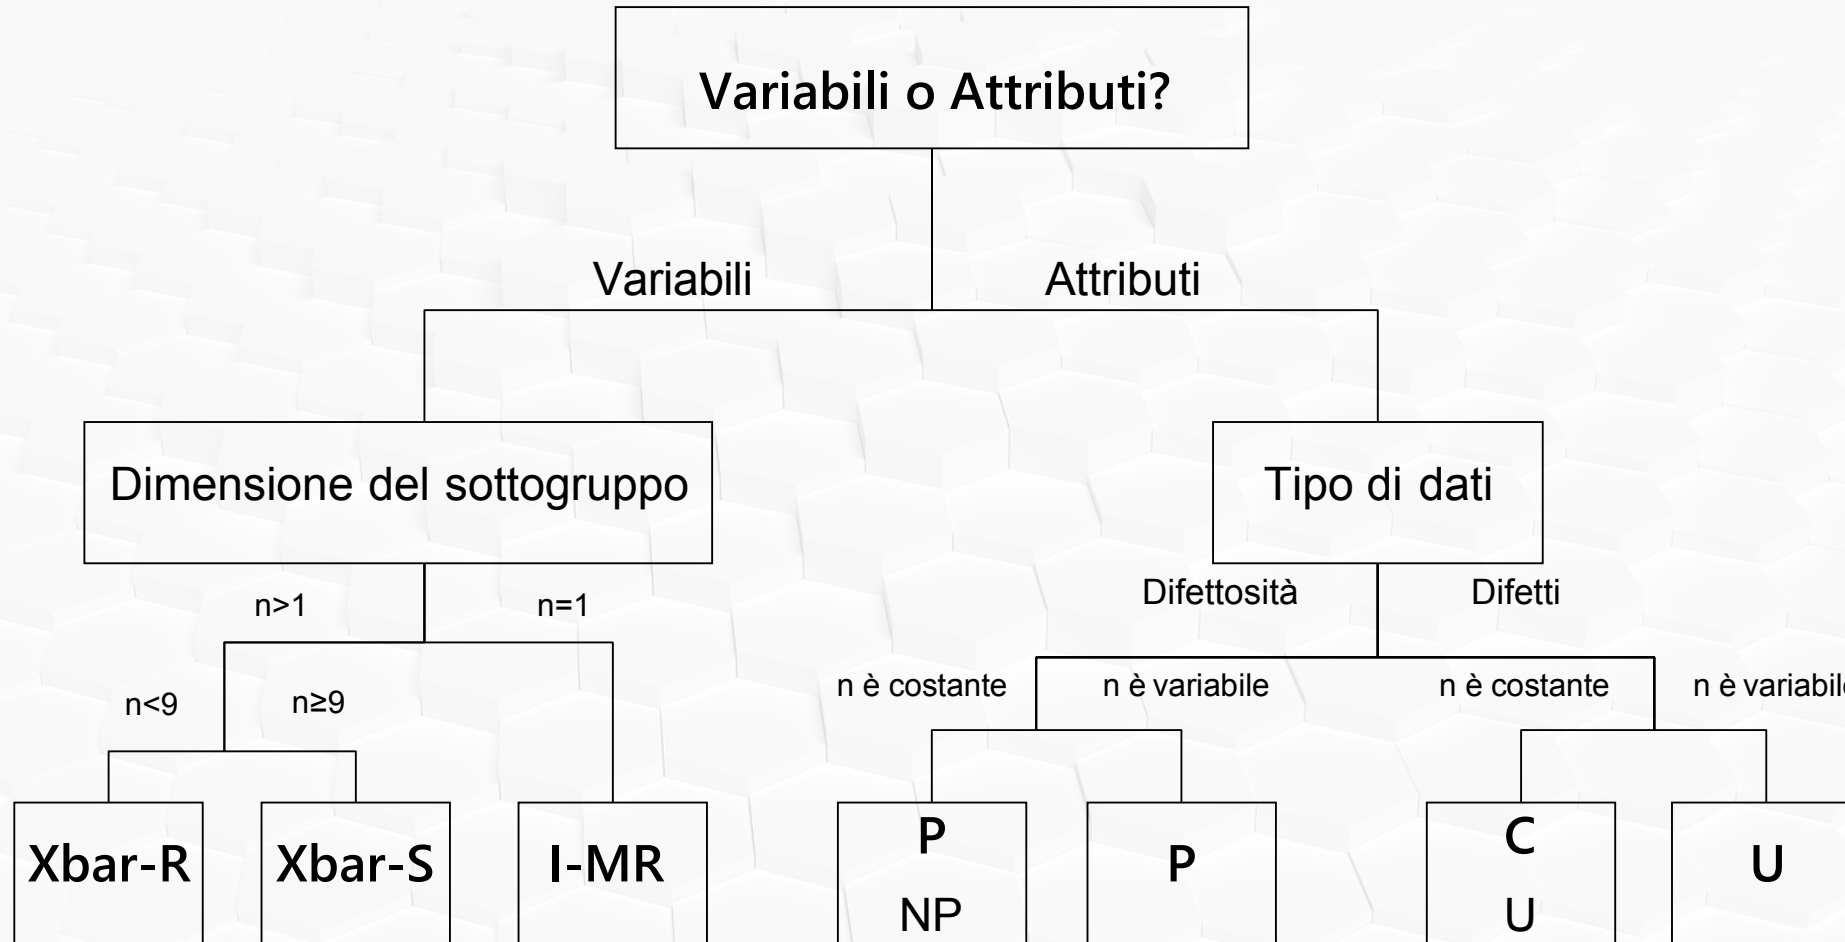 Variabili o Attributi?
Variabili
Attributi
Dimensione del sottogruppo
Tipo di dati
n>1
n=1
Difettosità
Difetti
n<9
n≥9
n è costante
n è variabile
n è costante
n è variabile
Xbar-R
Xbar-S
I-MR
P
NP
P
C
U
U